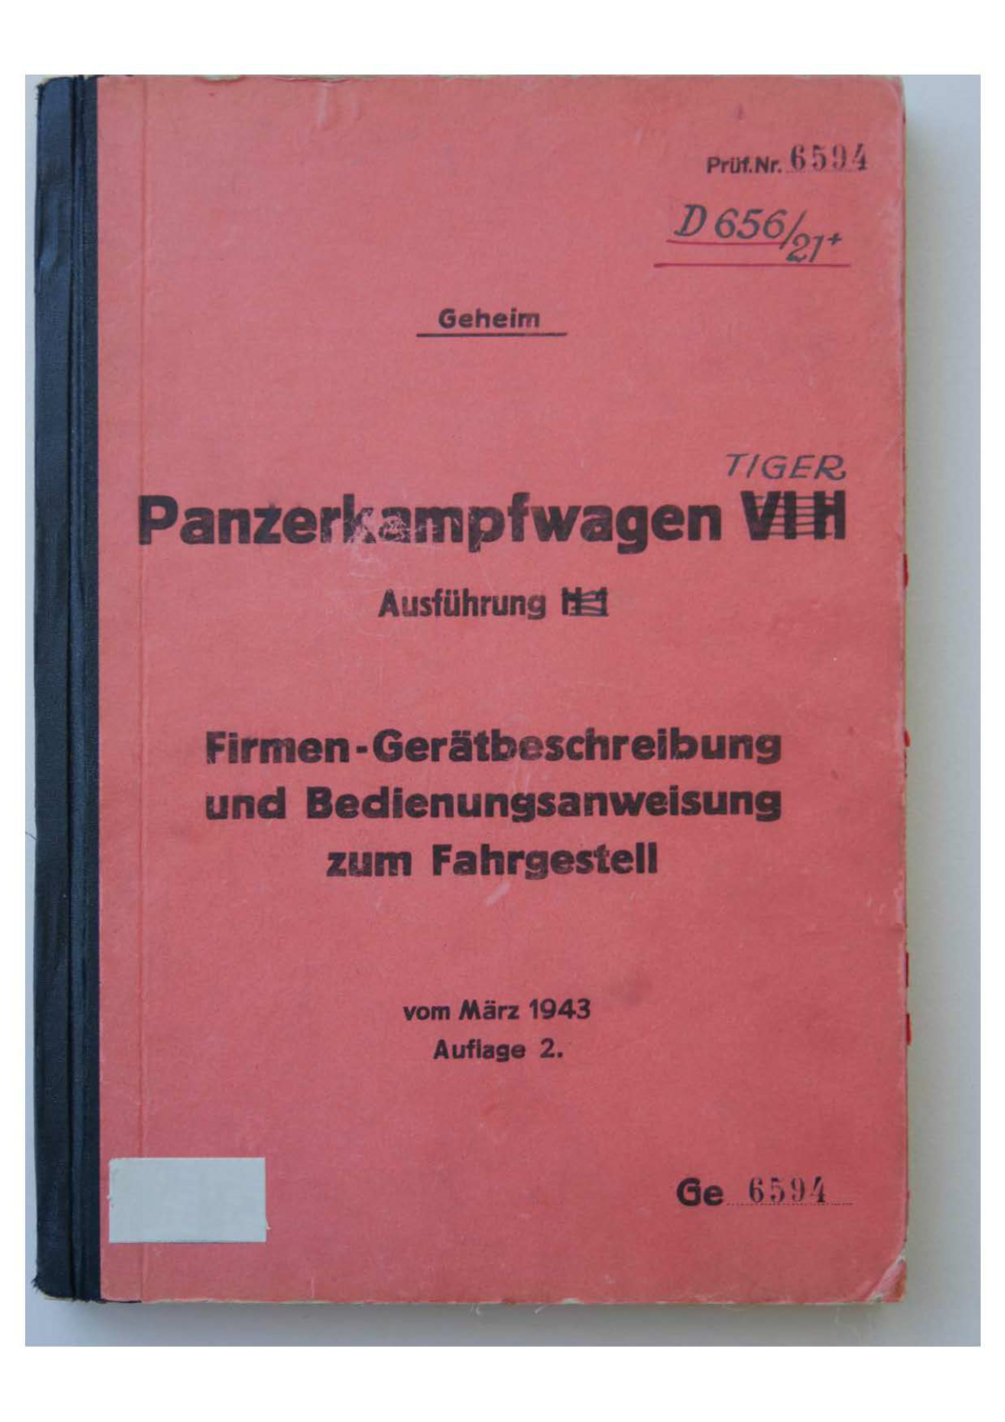 Prüf.Nr. 6594
D 656/21+
Geheim
TIGER
Panzerkampfwagen VI H
Ausführung H1
Firmen-Gerätbeschreibung
und Bedienungsanweisung
zum Fahrgestell
vom März 1943
Auflage 2.
Ge 6594